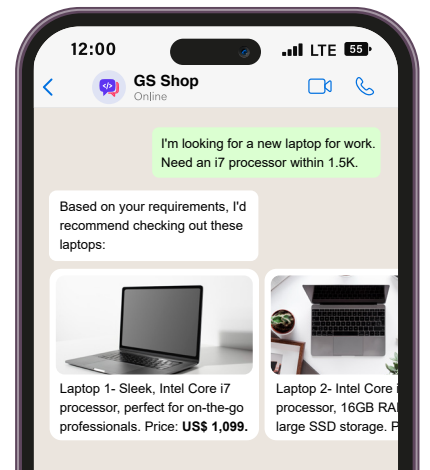 12:00
LTE 55
GS Shop
Online
I'm looking for a new laptop for work.
Need an i7 processor within 1.5K.
Based on your requirements, I'd
recommend checking out these
laptops:
Laptop 1- Sleek, Intel Core i7
processor, perfect for on-the-go
professionals. Price: US$ 1,099.
Laptop 2- Intel Core
processor, 16GB
large SSD storage.